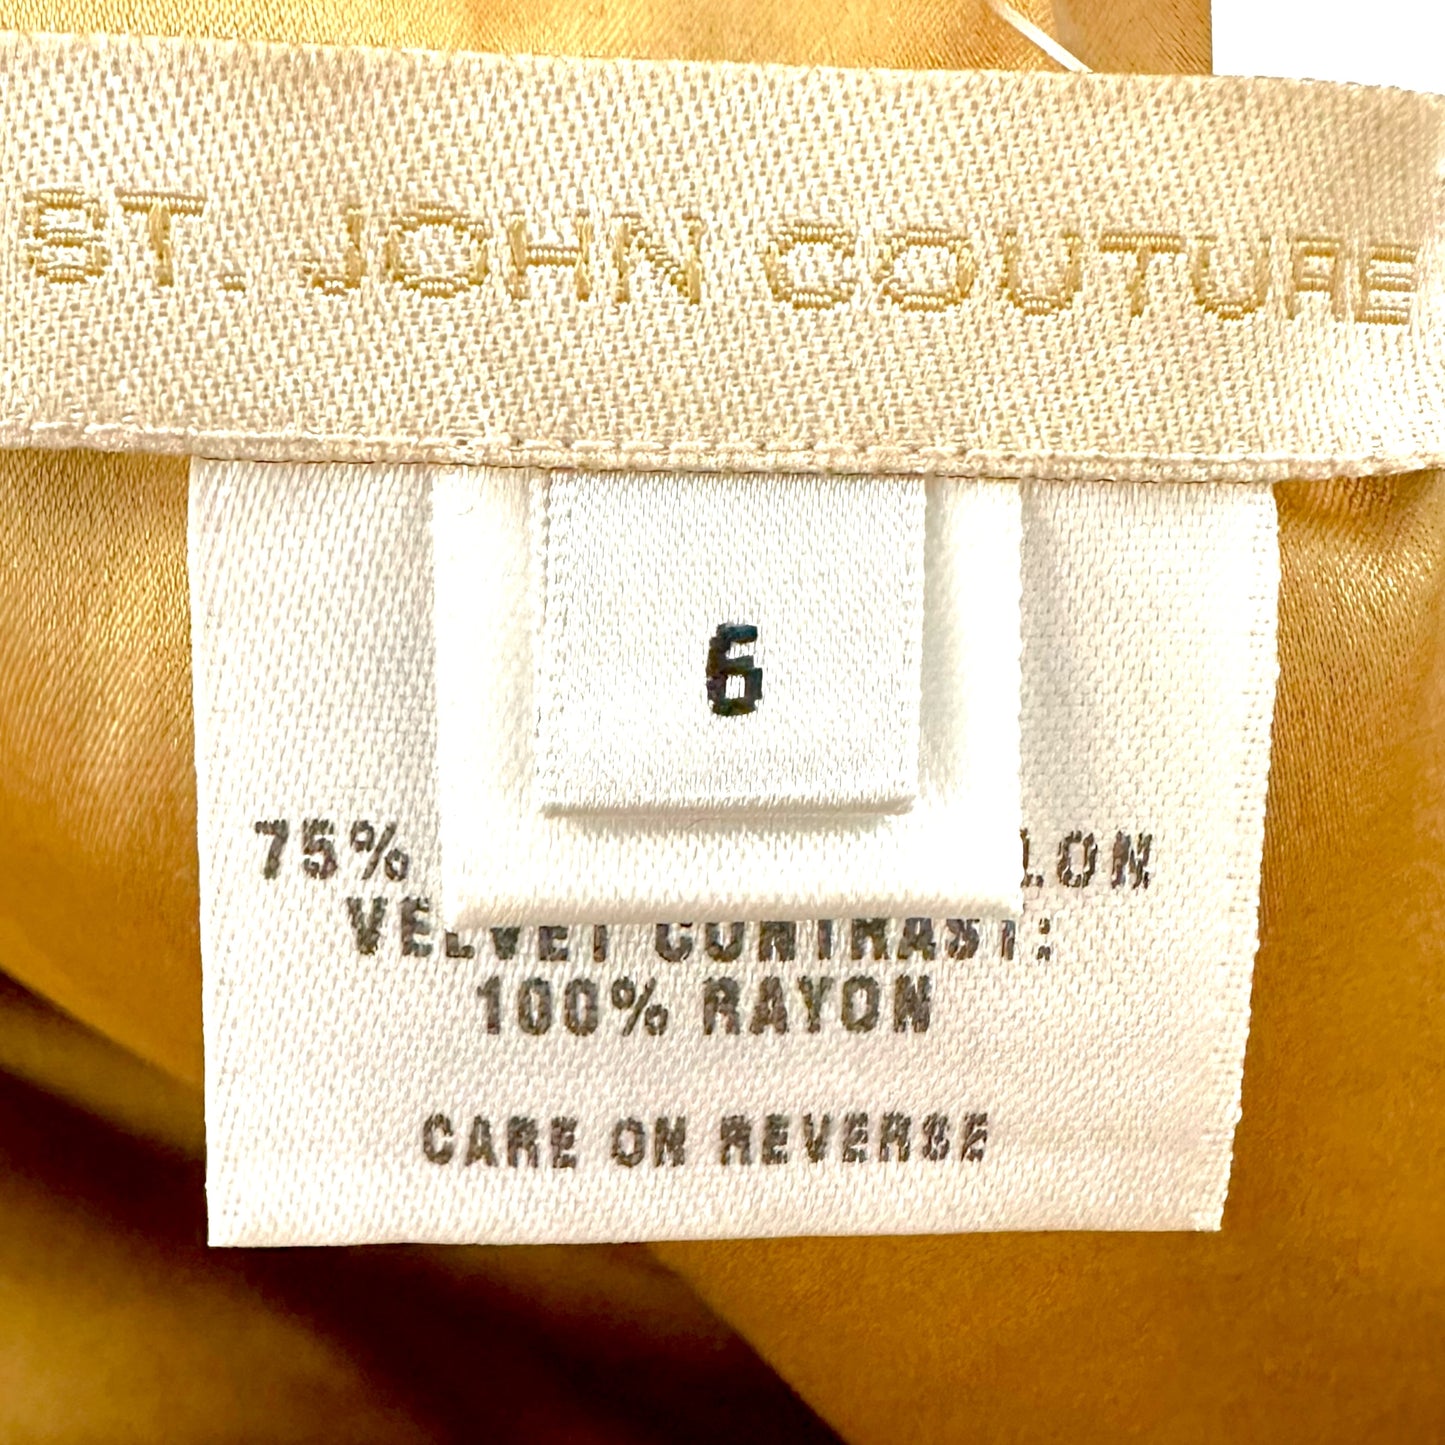 ST. JOHN COUTURE
6
75% LON
VELVET CONTRAST:
100% RAYON
CARE ON REVERSE